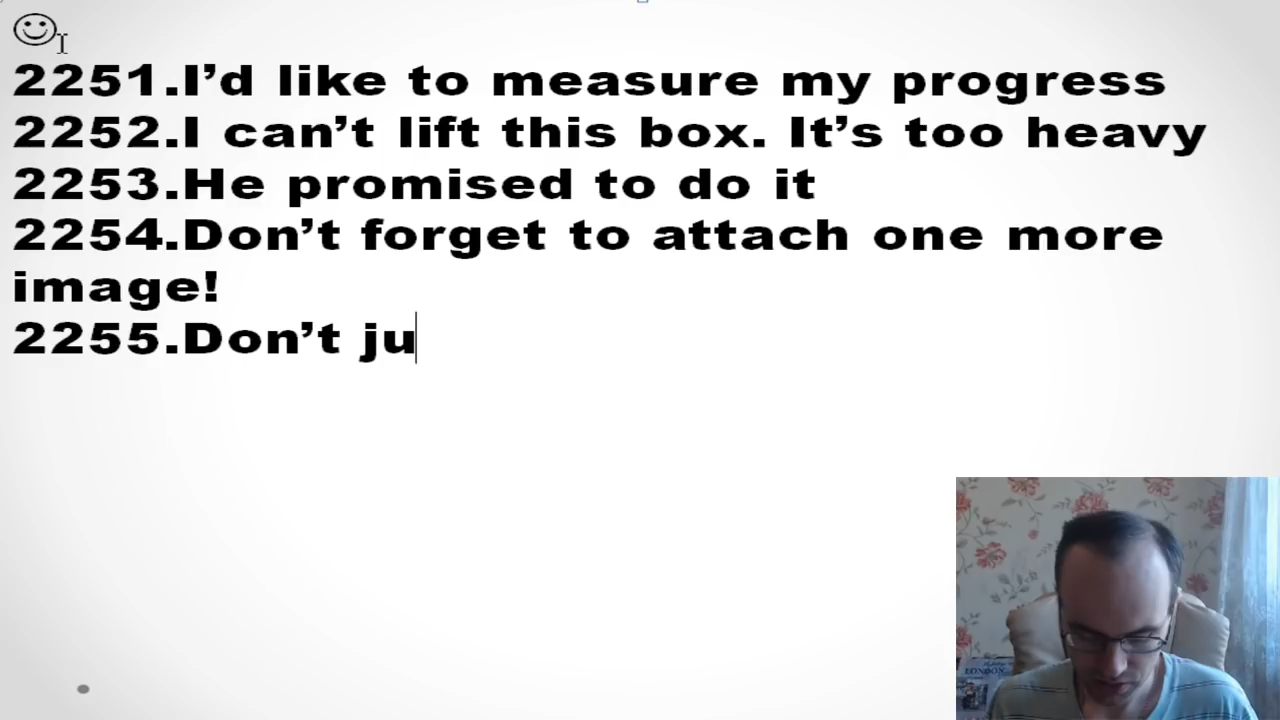 2251.I’d like to measure my progress
2252.I can’t lift this box. It’s too heavy
2253.He promised to do it
2254.Don’t forget to attach one more
image!
2255.Don’t ju
LONDON